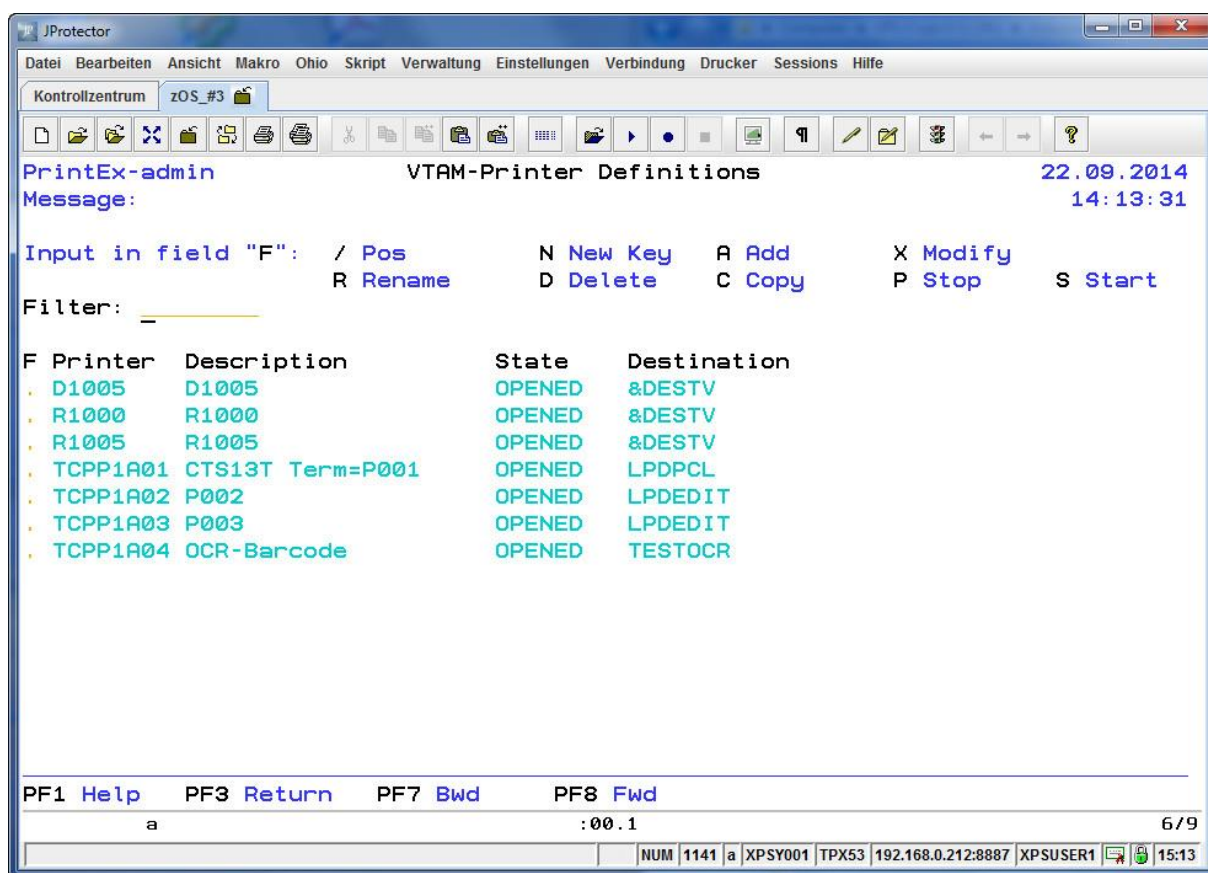 JProtector
Datei Bearbeiten Ansicht Makro Ohio Skript Verwaltung Einstellungen Verbindung Drucker Sessions Hilfe
Kontrollzentrum zOS_#3
PrintEx-admin VTAM-Printer Definitions 22.09.2014
Message: 14:13:31
Input in field "F": / Pos N New Key A Add X Modify
R Rename D Delete C Copy P Stop S Start
Filter: ________
F Printer Description State Destination
. D1005 D1005 OPENED &DESTV
. R1000 R1000 OPENED &DESTV
. R1005 R1005 OPENED &DESTV
. TCPP1A01 CTS13T Term=P001 OPENED LPDPCL
. TCPP1A02 P002 OPENED LPDEDIT
. TCPP1A03 P003 OPENED LPDEDIT
. TCPP1A04 OCR-Barcode OPENED TESTOCR
PF1 Help PF3 Return PF7 Bwd PF8 Fwd
a :00.1 6/9
NUM 1141 a XPSY001 TPX53 192.168.0.212:8887 XPSUSER1 15:13